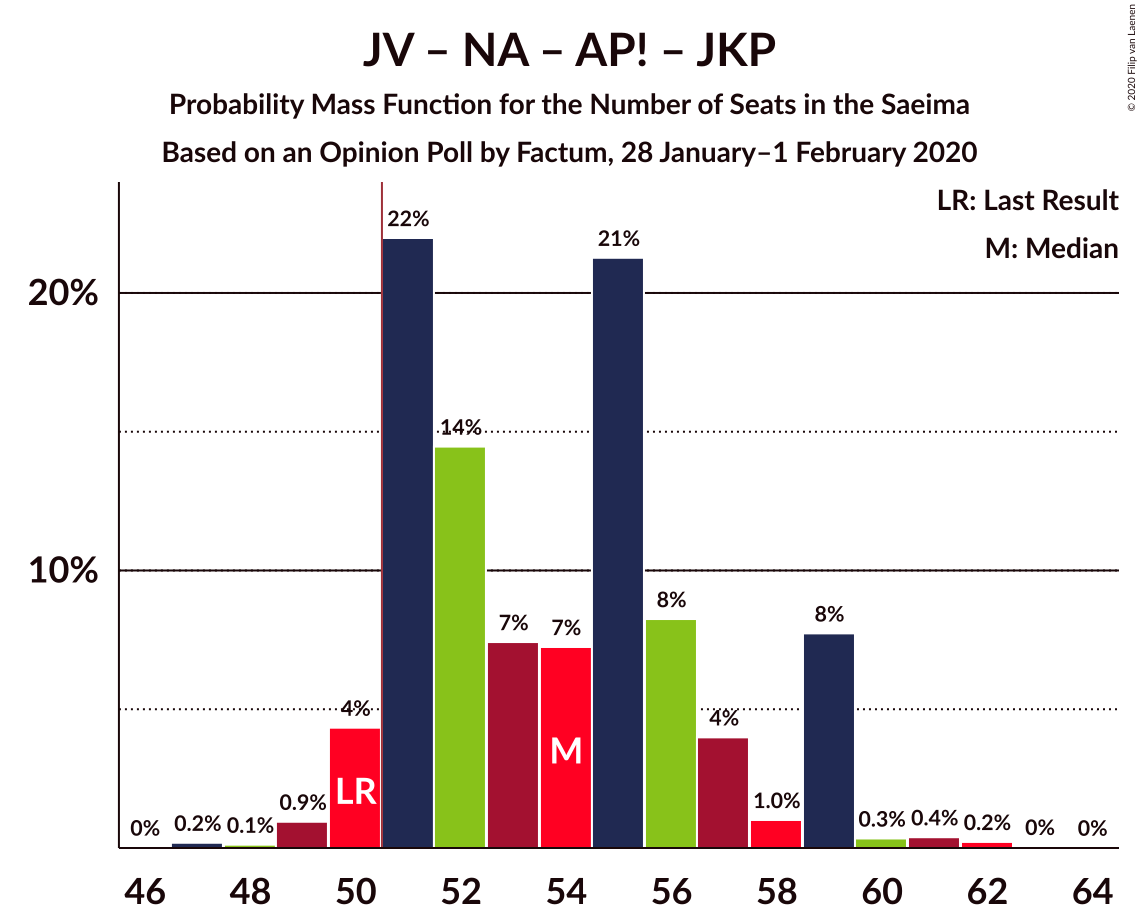 JV – NA – AP! – JKP
Probability Mass Function for the Number of Seats in the Saeima
Based on an Opinion Poll by Factum, 28 January–1 February 2020
© 2020 Filip van Laenen
LR: Last Result
M: Median
20%
10%
0%
0.2%
0.1%
0.9%
4%
22%
14%
7%
7%
21%
8%
4%
1.0%
8%
0.3%
0.4%
0.2%
0%
0%
LR
M
46 48 50 52 54 56 58 60 62 64